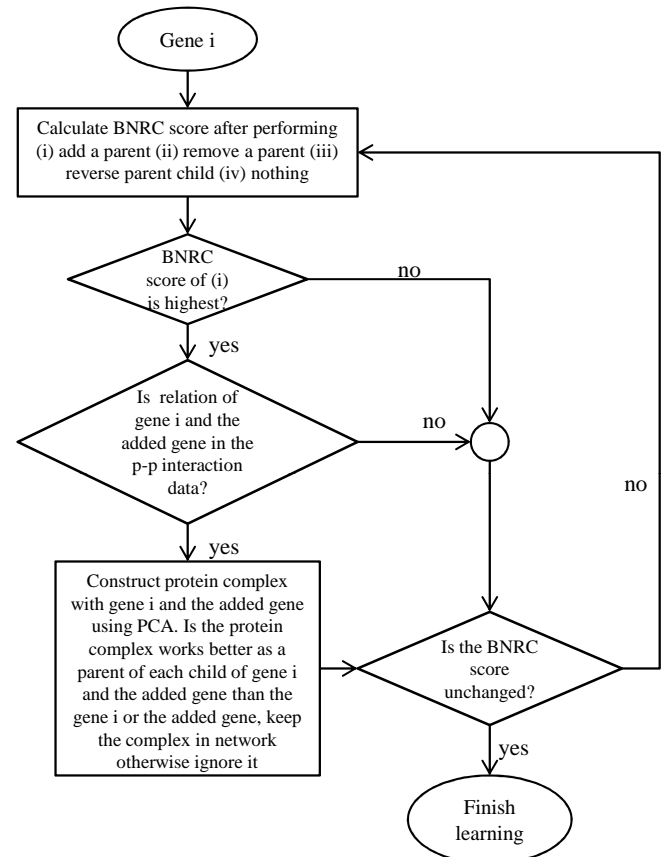 Gene i
Calculate BNRC score after performing
(i) add a parent (ii) remove a parent (iii)
reverse parent child (iv) nothing
BNRC
score of (i)
is highest?
no
yes
Is relation of
gene i and the
added gene in the
p-p interaction
data?
no
no
yes
Construct protein complex
with gene i and the added gene
using PCA. Is the protein
complex works better as a
parent of each child of gene i
and the added gene than the
gene i or the added gene, keep
the complex in network
otherwise ignore it
Is the BNRC
score
unchanged?
yes
Finish
learning